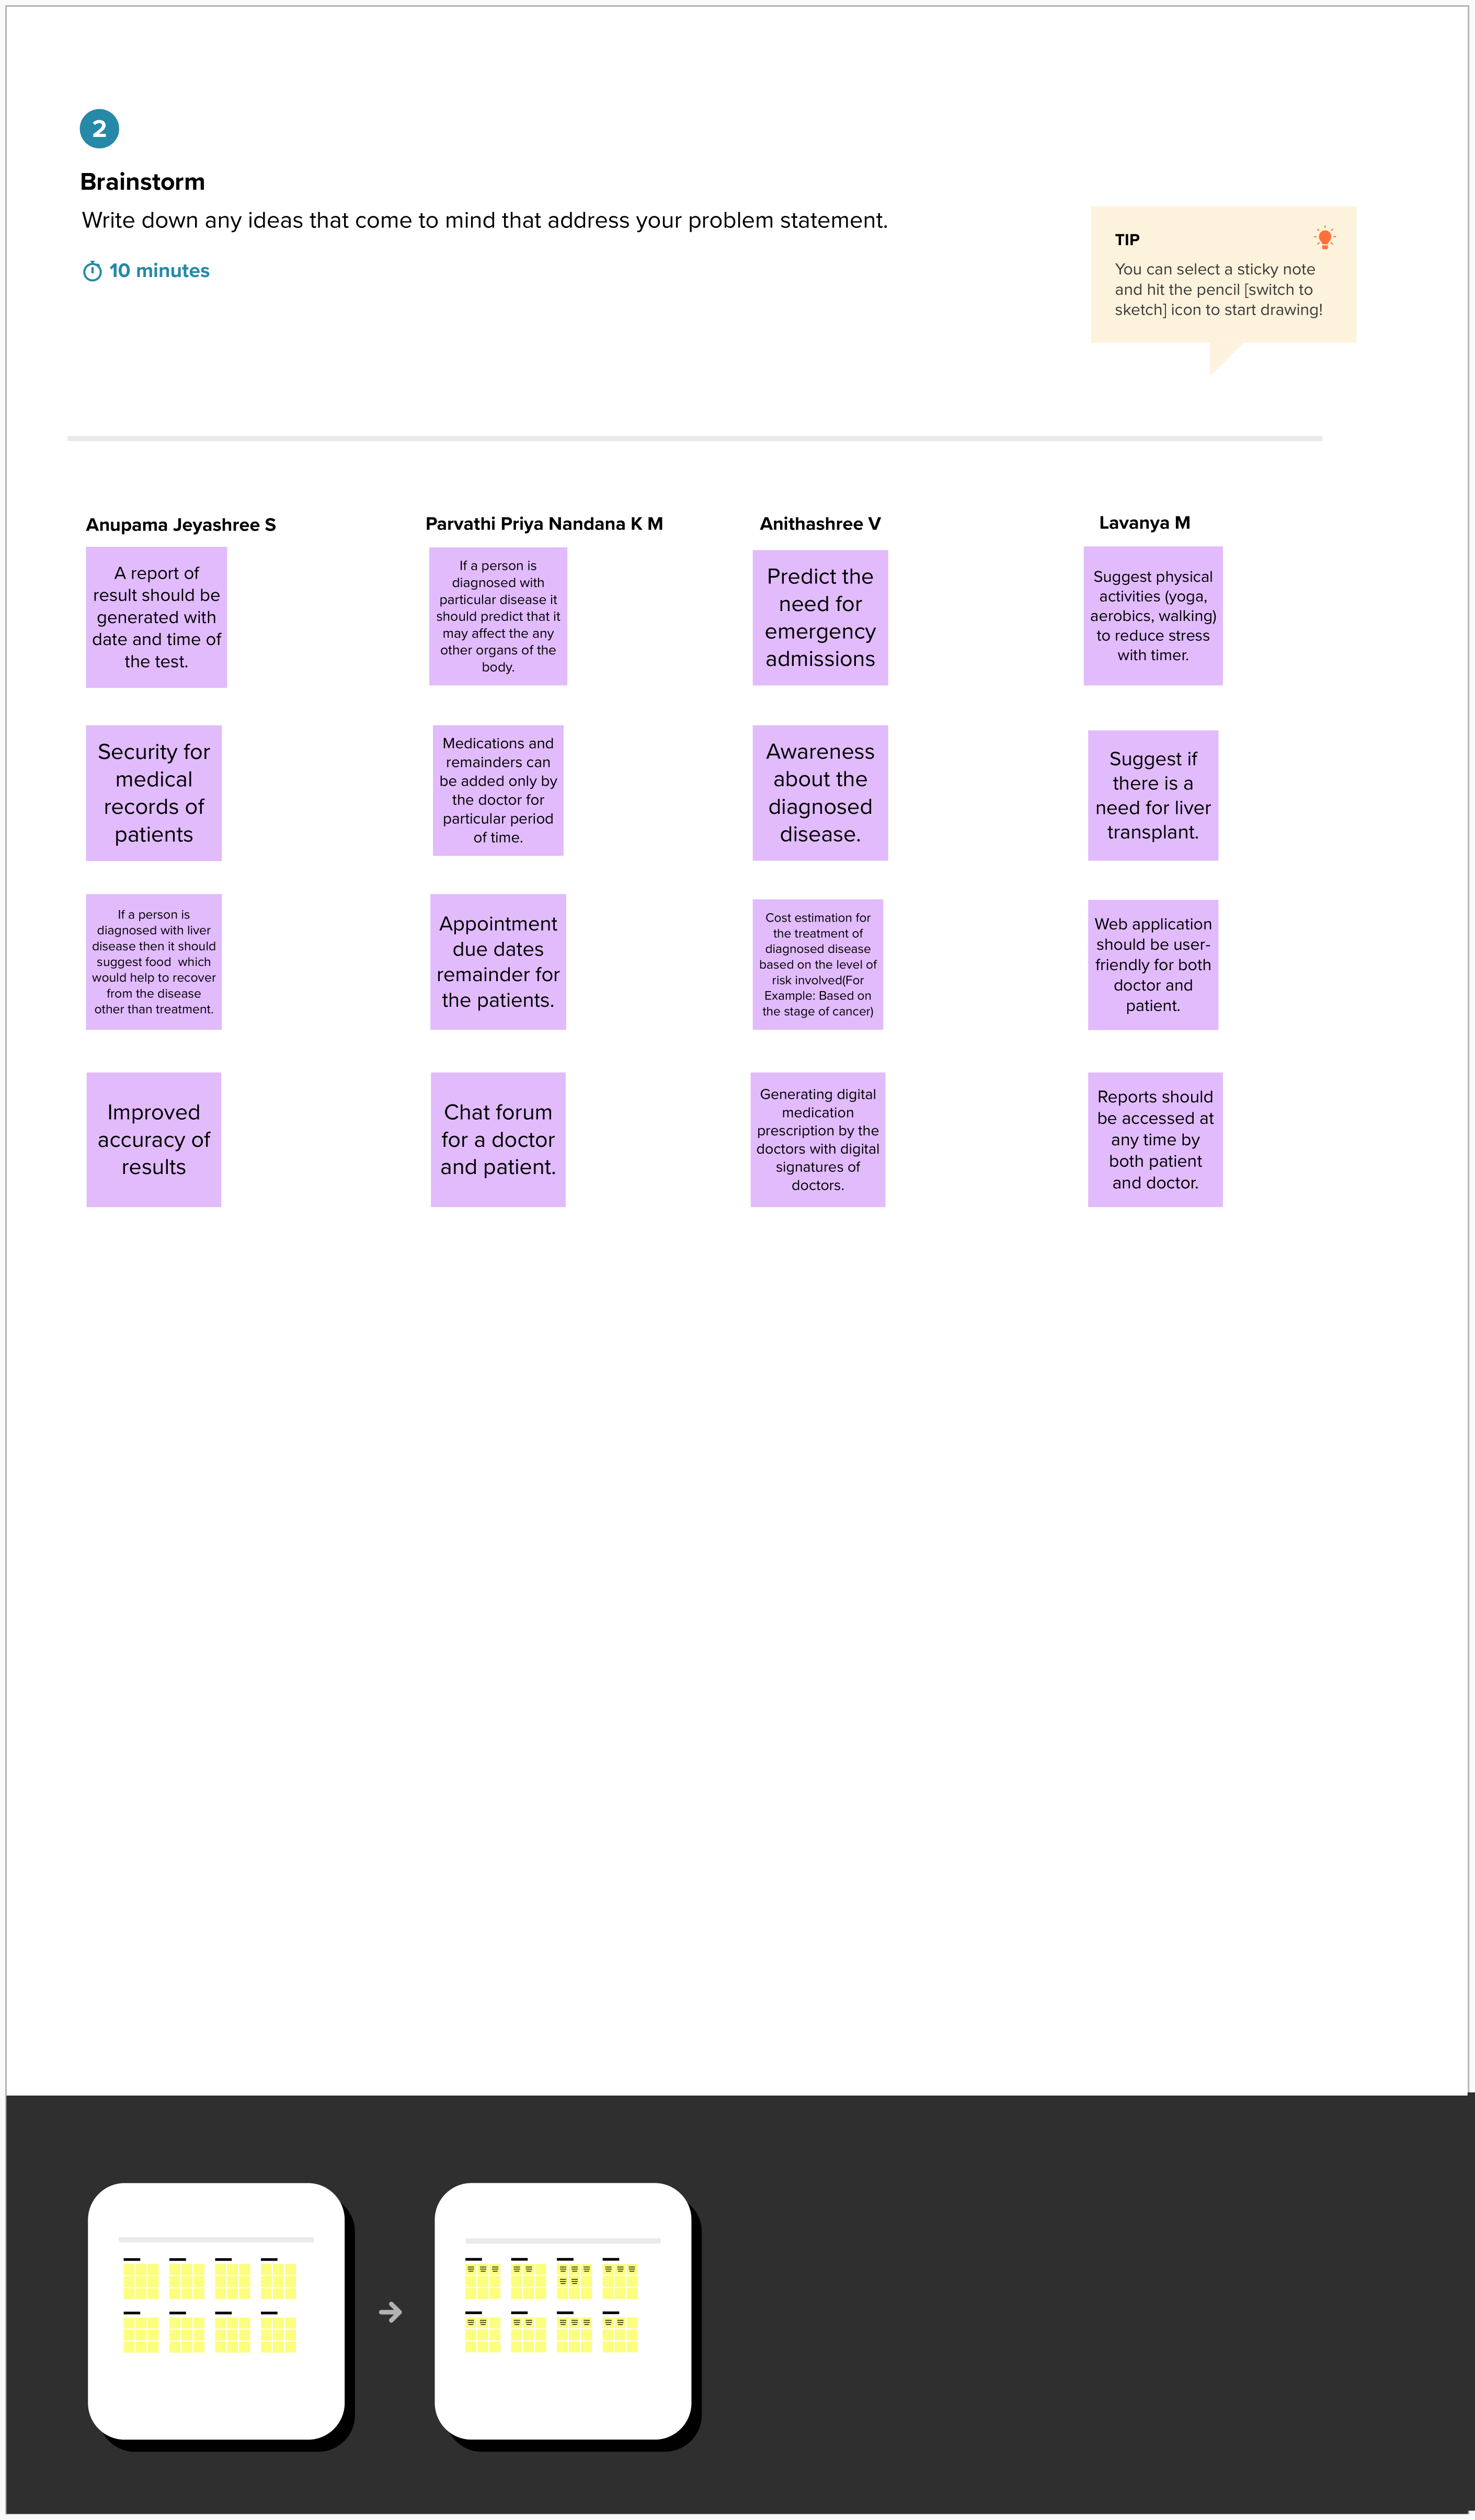 2
Brainstorm
Write down any ideas that come to mind that address your problem statement.
10 minutes
TIP
You can select a sticky note
and hit the pencil [switch to
sketch] icon to start drawing!
Anupama Jeyashree S
A report of
result should be
generated with
date and time of
the test.
Security for
medical
records of
patients
If a person is
diagnosed with liver
disease then it should
suggest food  which
would help to recover
from the disease
other than treatment.
Improved
accuracy of
results
Parvathi Priya Nandana K M
If a person is
diagnosed with
particular disease it
should predict that it
may affect the any
other organs of the
body.
Medications and
remainders can
be added only by
the doctor for
particular period
of time.
Appointment
due dates
remainder for
the patients.
Chat forum
for a doctor
and patient.
Anithashree V
Predict the
need for
emergency
admissions
Awareness
about the
diagnosed
disease.
Cost estimation for
the treatment of
diagnosed disease
based on the level of
risk involved(For
Example: Based on
the stage of cancer)
Generating digital
medication
prescription by the
doctors with digital
signatures of
doctors.
Lavanya M
Suggest physical
activities (yoga,
aerobics, walking)
to reduce stress
with timer.
Suggest if
there is a
need for liver
transplant.
Web application
should be user-
friendly for both
doctor and
patient.
Reports should
be accessed at
any time by
both patient
and doctor.